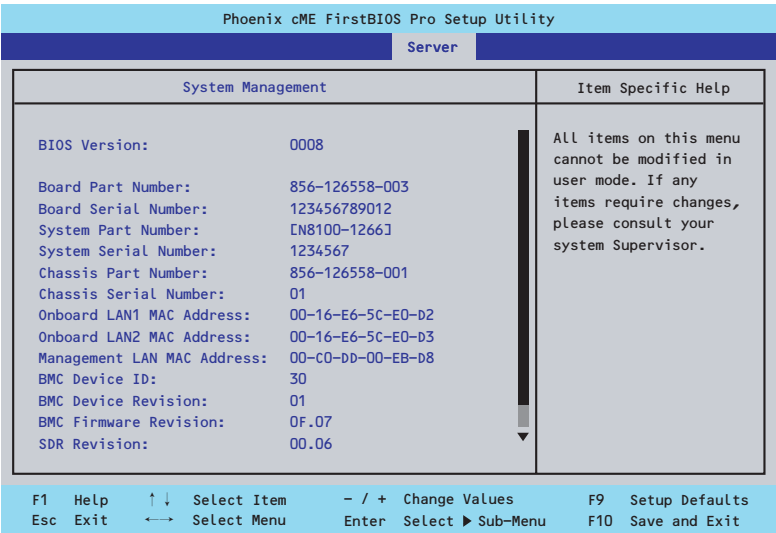 Phoenix cME FirstBIOS Pro Setup Utility
Server
System Management
Item Specific Help
BIOS Version: 0008
Board Part Number: 856-126558-003
Board Serial Number: 123456789012
System Part Number: [N8100-1266]
System Serial Number: 1234567
Chassis Part Number: 856-126558-001
Chassis Serial Number: 01
Onboard LAN1 MAC Address: 00-16-E6-5C-E0-D2
Onboard LAN2 MAC Address: 00-16-E6-5C-E0-D3
Management LAN MAC Address: 00-C0-DD-00-EB-D8
BMC Device ID: 30
BMC Device Revision: 01
BMC Firmware Revision: 0F.07
SDR Revision: 00.06
All items on this menu
cannot be modified in
user mode. If any
items require changes,
please consult your
system Supervisor.
F1 Help ↑↓ Select Item - / + Change Values F9 Setup Defaults
Esc Exit ←→ Select Menu Enter Select ▶ Sub-Menu F10 Save and Exit